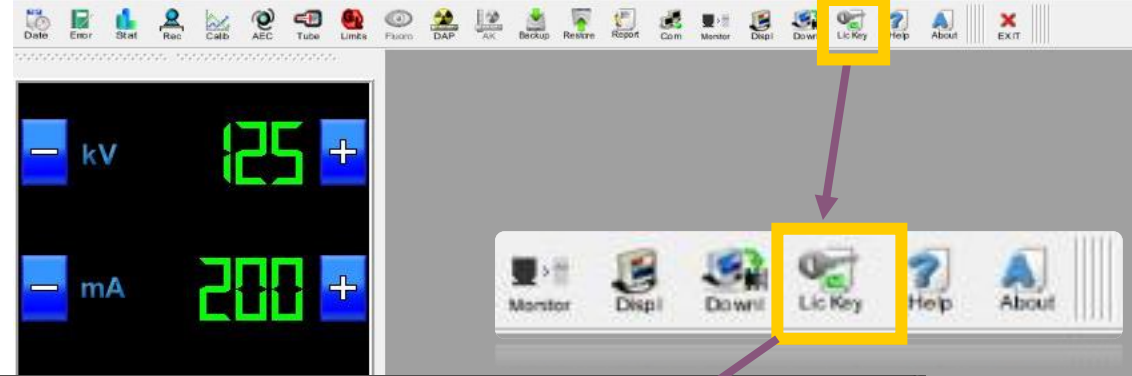 Date Error Stat Rec Calib AEC Tube Limits Fluoro DAP AK Backup Restore Report Com Monitor Displ Downl Lic Key Help About EXIT
kV 125
mA 200
Monitor Displ Downl Lic Key Help About